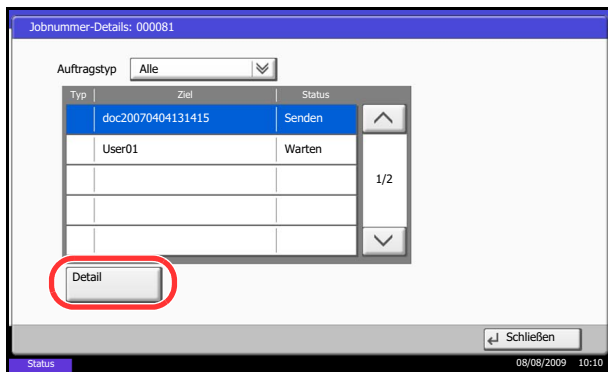 Jobnummer-Details: 000081
Auftragstyp Alle
Typ Ziel Status
doc20070404131415 Senden
User01 Warten
1/2
Detail
Schließen
Status 08/08/2009 10:10